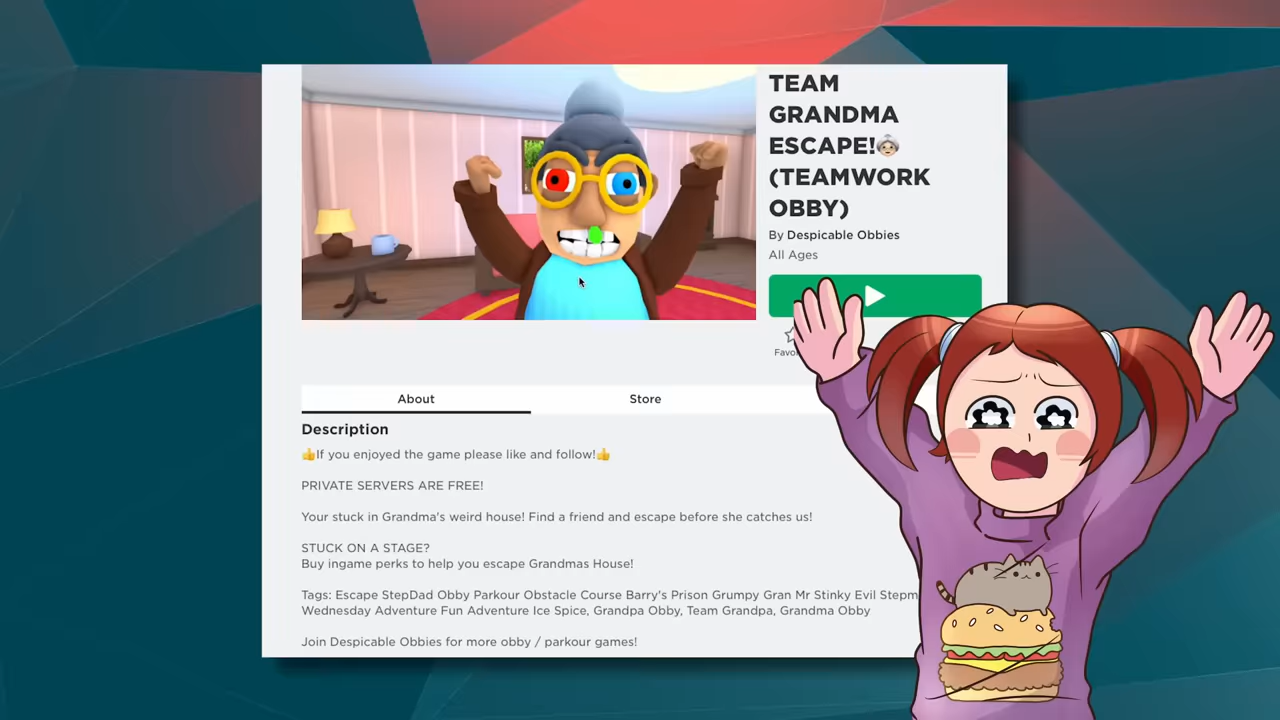 TEAM
GRANDMA
ESCAPE!👵🏻
(TEAMWORK
OBBY)
By Despicable Obbies
All Ages
About
Store
Description
👍If you enjoyed the game please like and follow!👍
PRIVATE SERVERS ARE FREE!
Your stuck in Grandma's weird house! Find a friend and escape before she catches us!
STUCK ON A STAGE?
Buy ingame perks to help you escape Grandmas House!
Tags: Escape StepDad Obby Parkour Obstacle Course Barry's Prison Grumpy Gran Mr Stinky Evil
Wednesday Adventure Fun Adventure Ice Spice, Grandpa Obby, Team Grandpa, Grandma Obby
Join Despicable Obbies for more obby / parkour games!